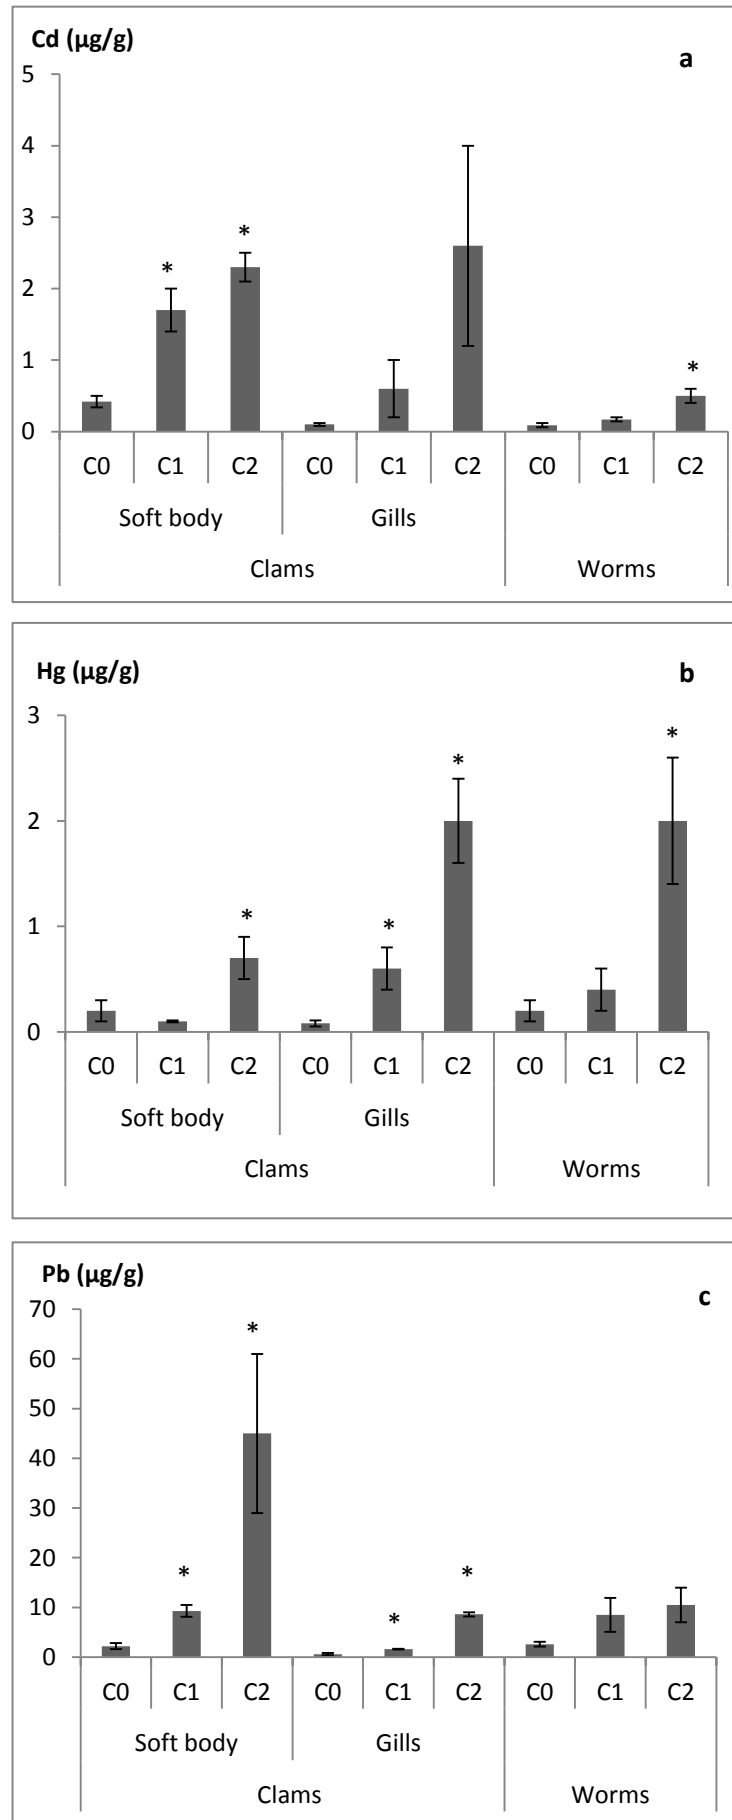 Cd (µg/g)
a
5
4
3
2
1
0
*
*
*
C0 C1 C2 C0 C1 C2 C0 C1 C2
Soft body Gills
Clams Worms
Hg (µg/g)
b
3
2
1
0
*
*
*
*
C0 C1 C2 C0 C1 C2 C0 C1 C2
Soft body Gills
Clams Worms
Pb (µg/g)
c
70
60
50
40
30
20
10
0
*
*
*
*
C0 C1 C2 C0 C1 C2 C0 C1 C2
Soft body Gills
Clams Worms